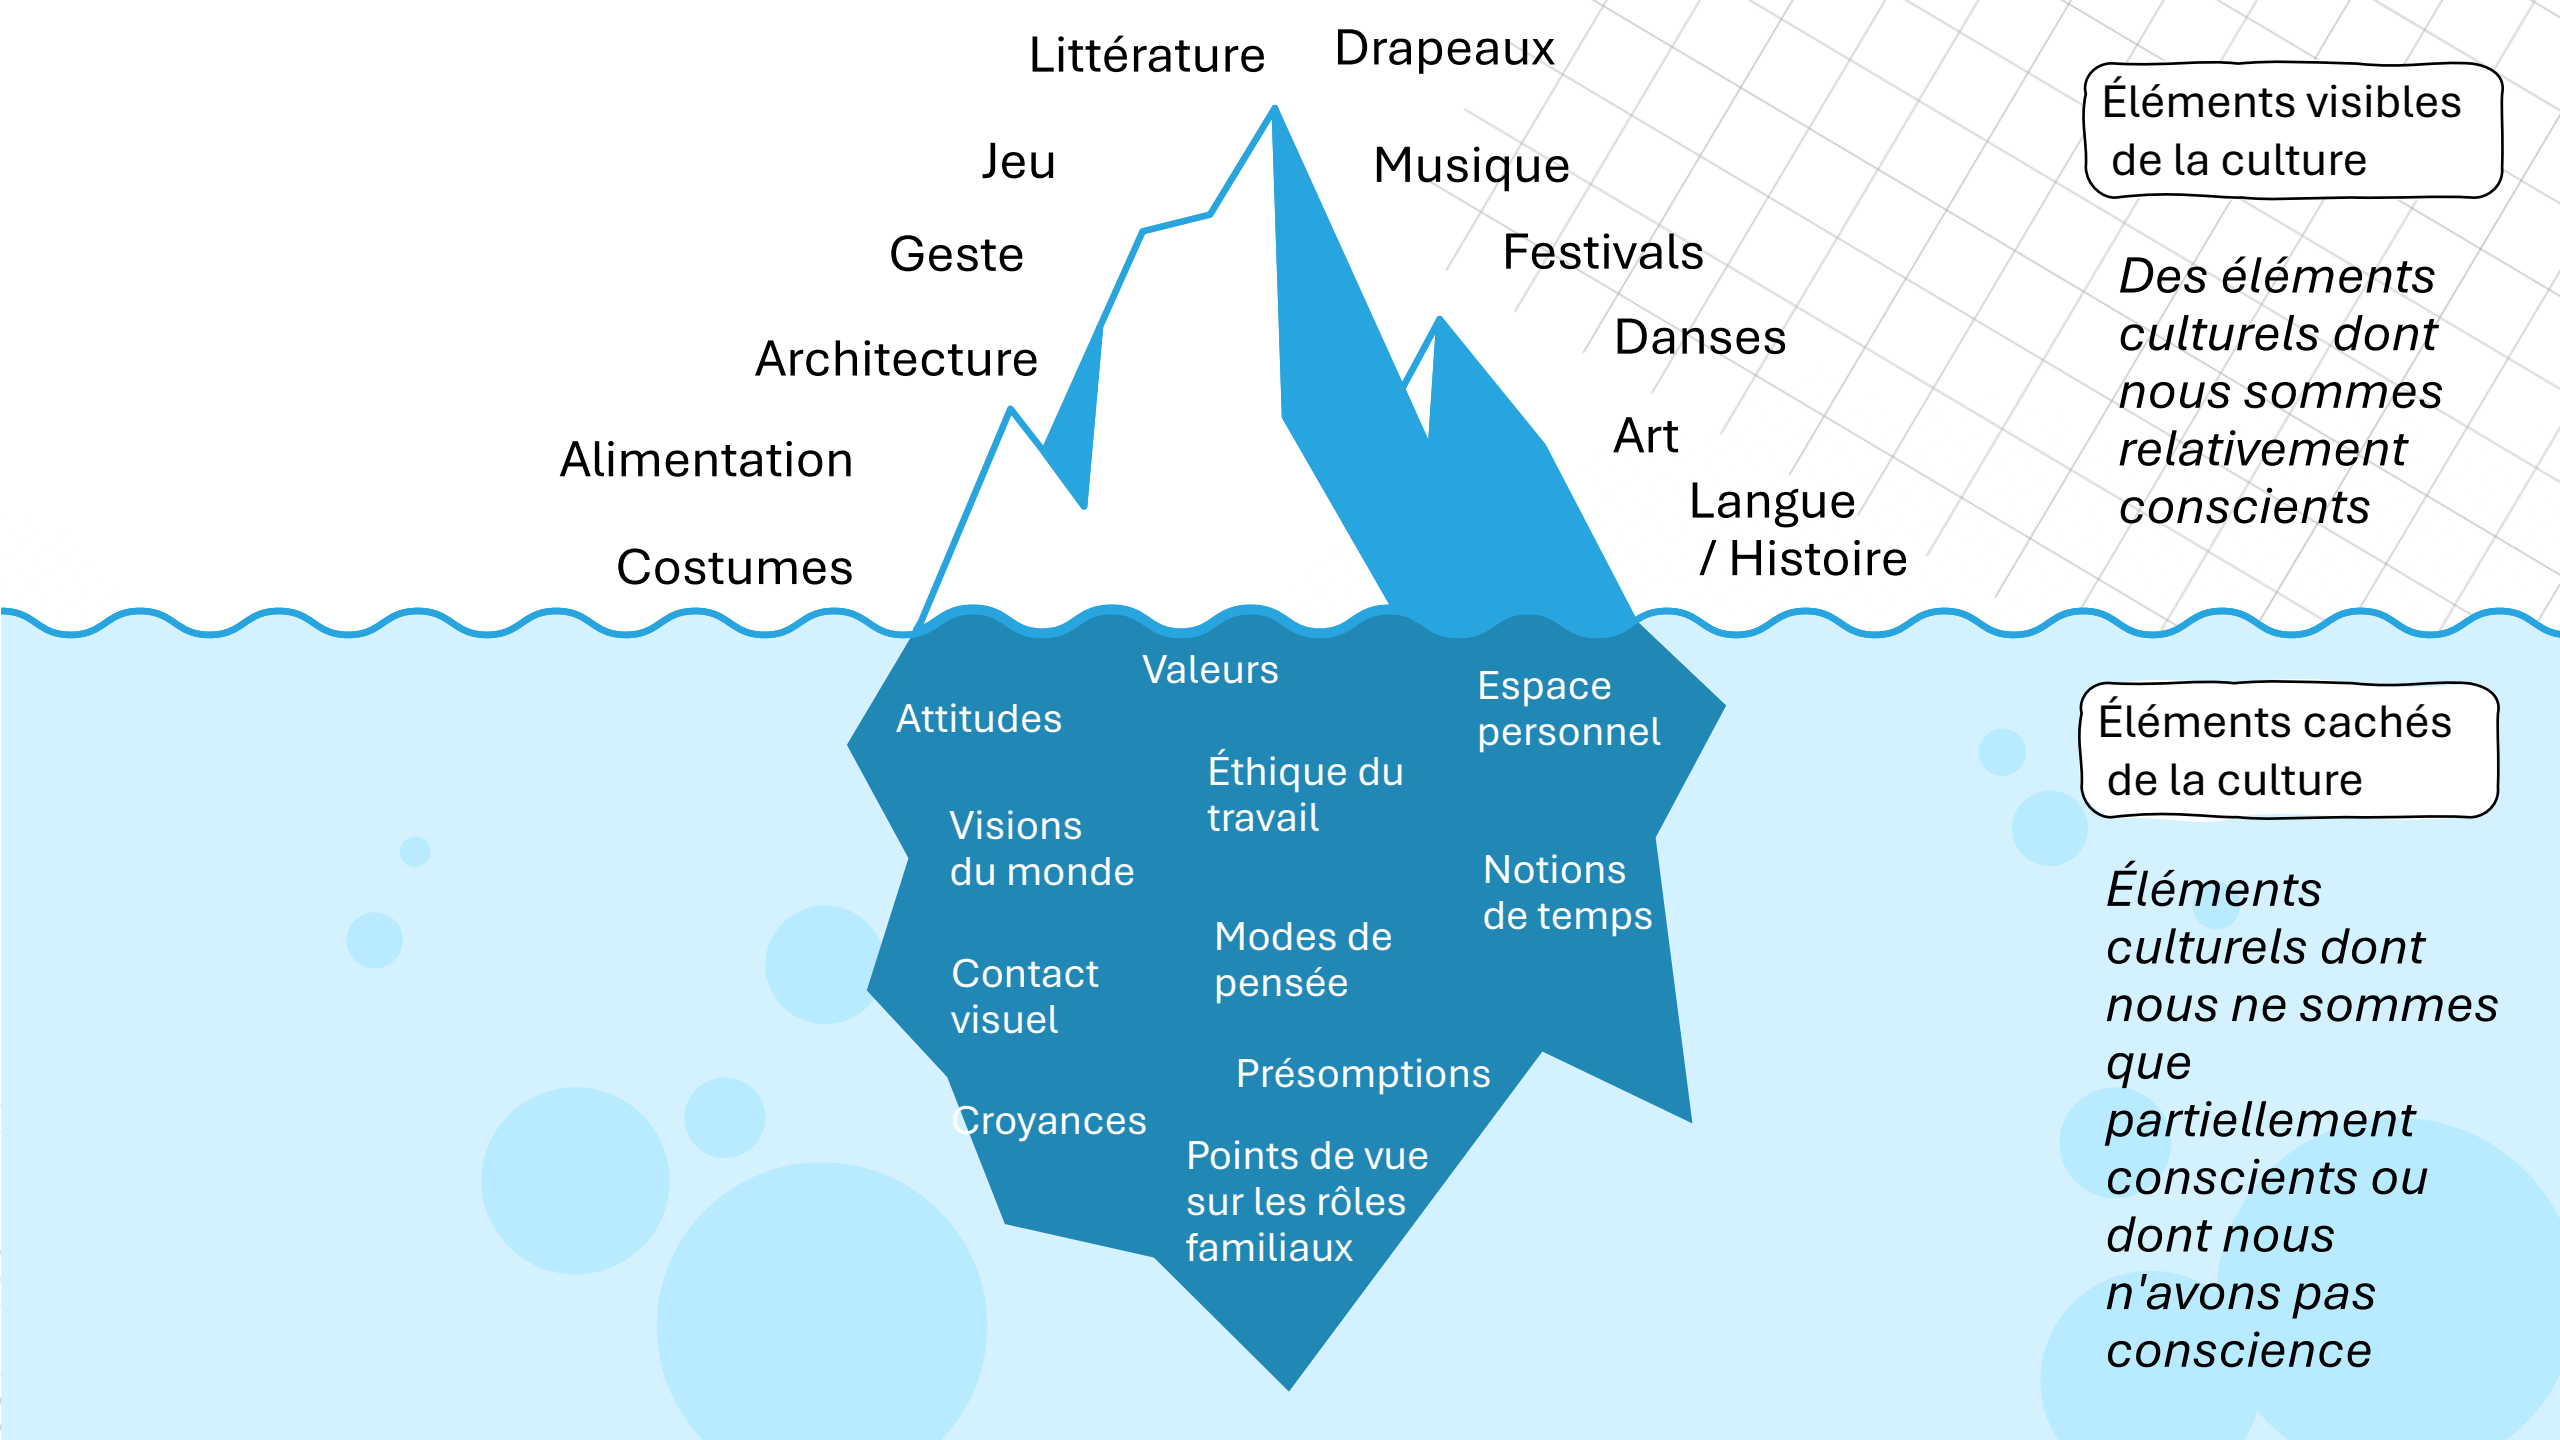 Littérature
Drapeaux
Jeu
Musique
Geste
Festivals
Architecture
Danses
Alimentation
Art
Costumes
Langue
/ Histoire
Éléments visibles
de la culture
Des éléments
culturels dont
nous sommes
relativement
conscients
Valeurs
Attitudes
Espace
personnel
Éthique du
travail
Visions
du monde
Notions
de temps
Modes de
pensée
Contact
visuel
Présomptions
Croyances
Points de vue
sur les rôles
familiaux
Éléments cachés
de la culture
Éléments
culturels dont
nous ne sommes
que
partiellement
conscients ou
dont nous
n'avons pas
conscience